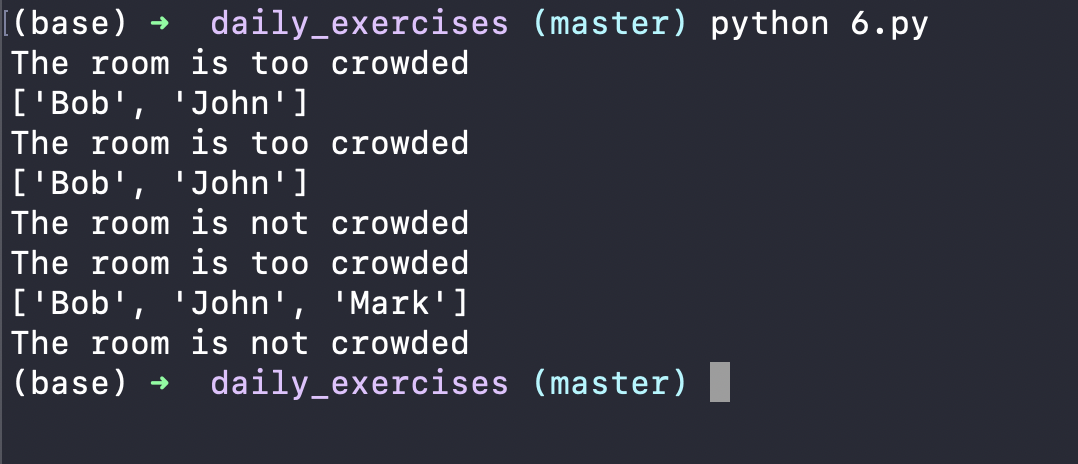 (base) ➜  daily_exercises (master) python 6.py
The room is too crowded
['Bob', 'John']
The room is too crowded
['Bob', 'John']
The room is not crowded
The room is too crowded
['Bob', 'John', 'Mark']
The room is not crowded
(base) ➜  daily_exercises (master)